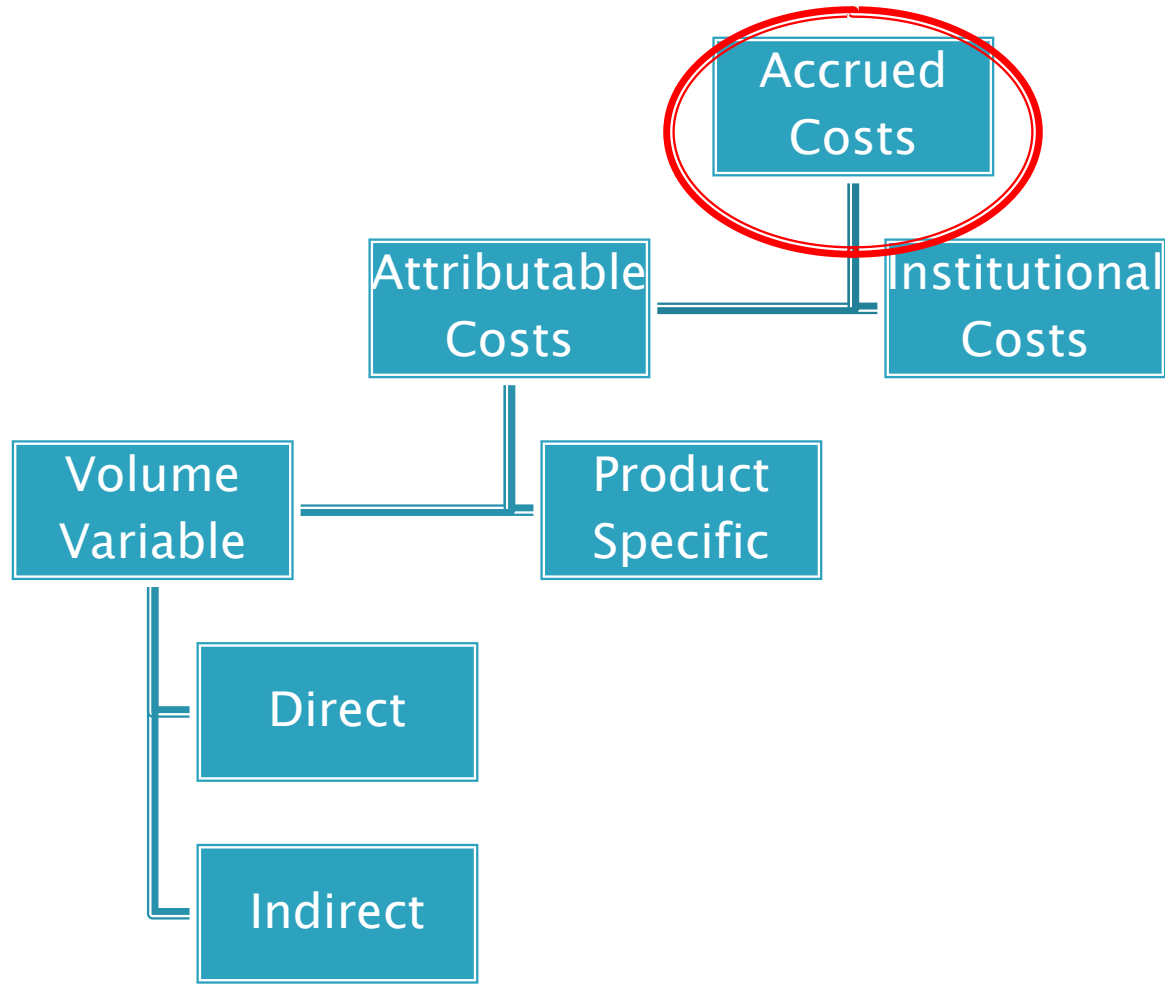 Accrued
Costs
Attributable
Costs
Institutional
Costs
Volume
Variable
Product
Specific
Direct
Indirect